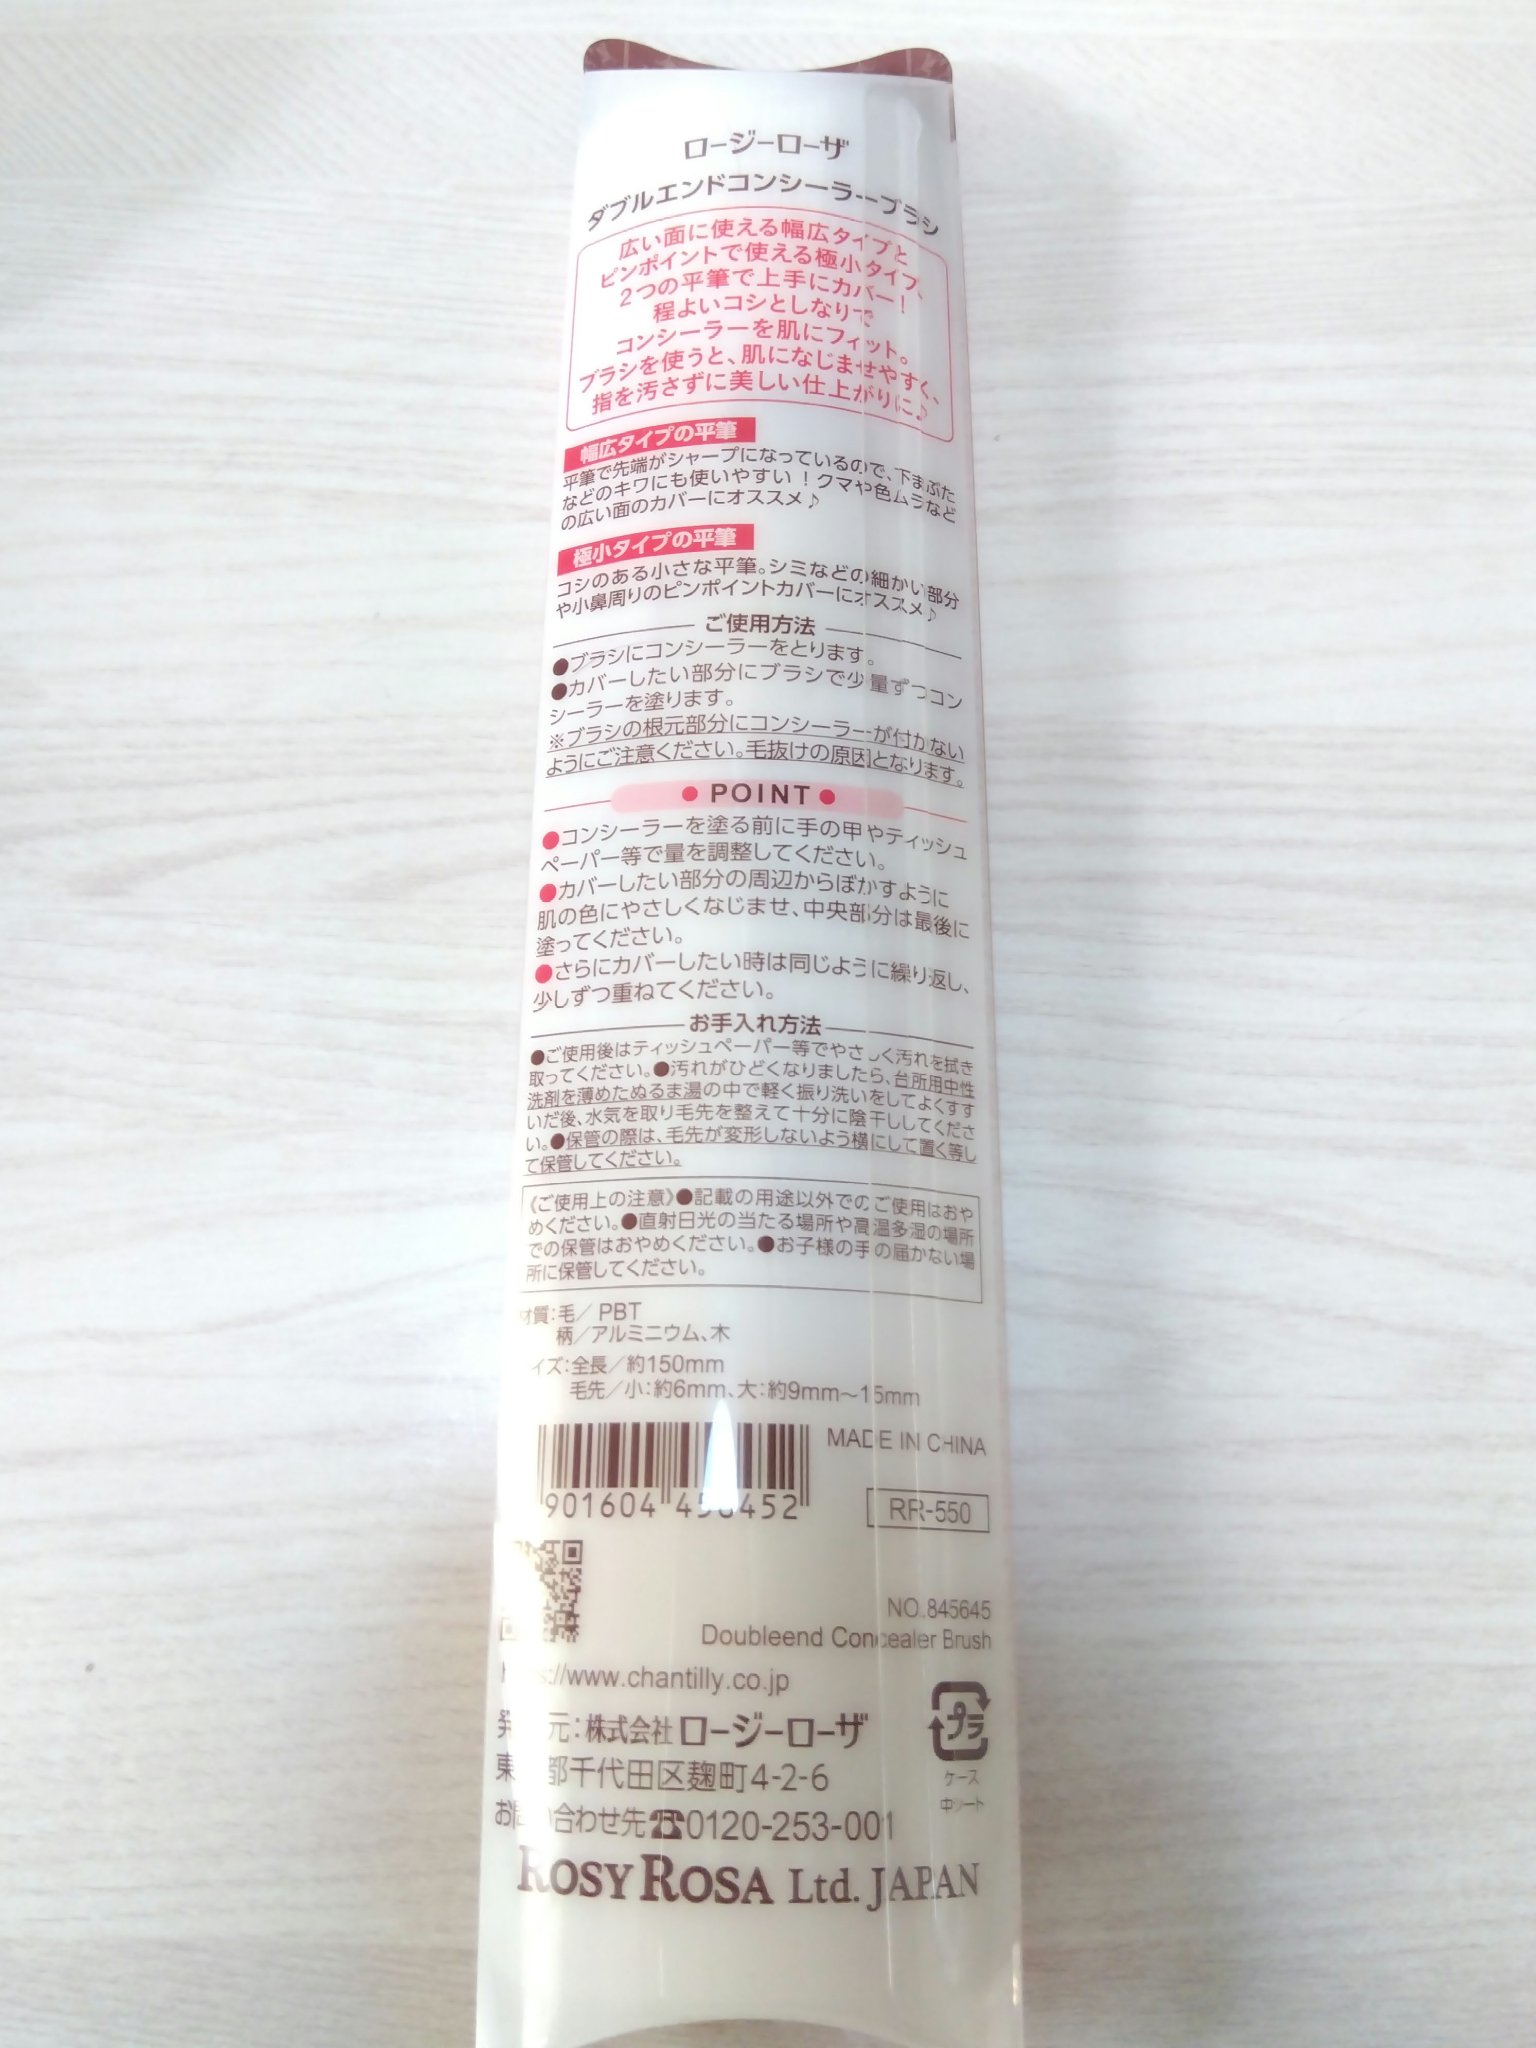 ロージーローザ
ダブルエンドコンシーラーブラシ
広い面に使える幅広タイプと
ピンポイントで使える極小タイプ、
2つの平筆で上手にカバー！
程よいコシとしなりで
コンシーラーを肌にフィット。
ブラシを使うと、肌になじませやすく、
指を汚さずに美しい仕上がりに♪
幅広タイプの平筆
平筆で先端がシャープになっているので、下まぶた
などのキワにも使いやすい！クマや色ムラなど
の広い面のカバーにオススメ♪
極小タイプの平筆
コシのある小さな平筆。シミなどの細かい部分
や小鼻周りのピンポイントカバーにオススメ♪
ご使用方法
●ブラシにコンシーラーをとります。
●カバーしたい部分にブラシで少量ずつコン
シーラーを塗ります。
※ブラシの根元部分にコンシーラーが付かない
ようにご注意ください。毛抜けの原因となります。
● POINT ●
●コンシーラーを塗る前に手の甲やティッシュ
ペーパー等で量を調整してください。
●カバーしたい部分の周辺からぼかすように
肌の色にやさしくなじませ、中央部分は最後に
塗ってください。
●さらにカバーしたい時は同じように繰り返し、
少しずつ重ねてください。
お手入れ方法
●ご使用後はティッシュペーパー等でやさしく汚れを拭き
取ってください。●汚れがひどくなりましたら、台所用中性
洗剤を薄めたぬるま湯の中で軽く振り洗いをしてよくすす
いだ後、水気を取り毛先を整えて十分に陰干ししてくださ
い。●保管の際は、毛先が変形しないよう横にして置く等し
て保管してください。
《ご使用上の注意》●記載の用途以外でのご使用はおや
めください。●直射日光の当たる場所や高温多湿の場所
での保管はおやめください。●お子様の手の届かない場
所に保管してください。
材質：毛／PBT
柄／アルミニウム、木
イズ：全長／約150mm
毛先／小：約6mm、大：約9mm～15mm
MADE IN CHINA
901604
RR-550
NO.845645
Doubleend Concealer Brush
://www.chantilly.co.jp
元：株式会社ロージーローザ
都千代田区麹町4-2-6
合わせ先☎0120-253-001
プラ
ケース
中シート
ROSY ROSA Ltd. JAPAN